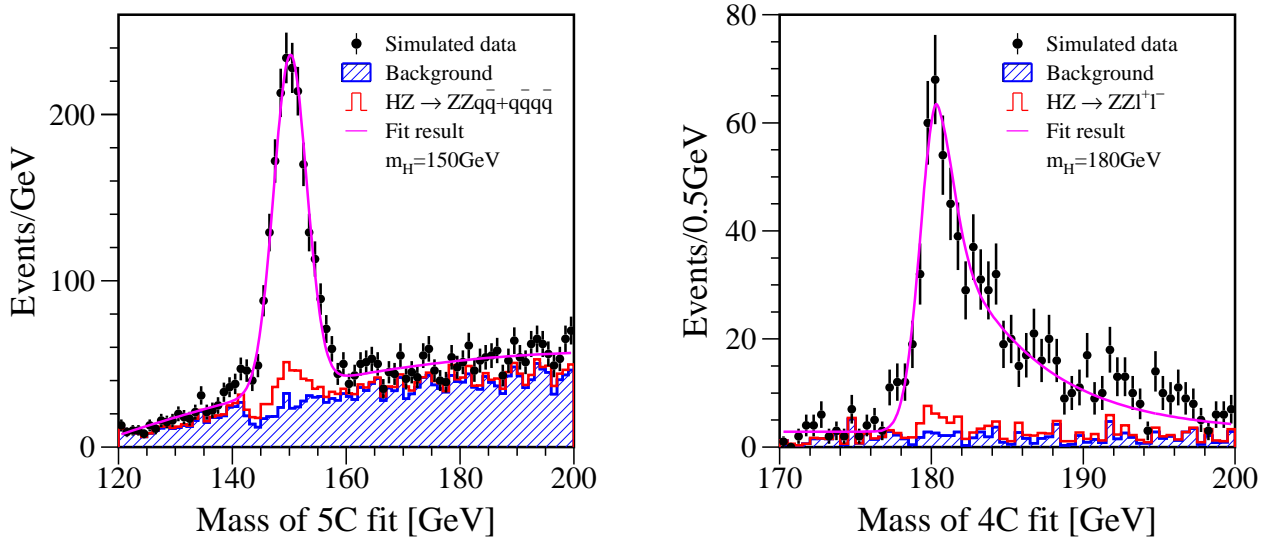 Events/GeV
200
100
0
120 140 160 180 200
Mass of 5C fit [GeV]
Simulated data
Background
HZ → ZZqq̄+qq̄qq̄
Fit result
m_H=150GeV
Events/0.5GeV
80
60
40
20
0
170 180 190 200
Mass of 4C fit [GeV]
Simulated data
Background
HZ → ZZl⁺l⁻
Fit result
m_H=180GeV